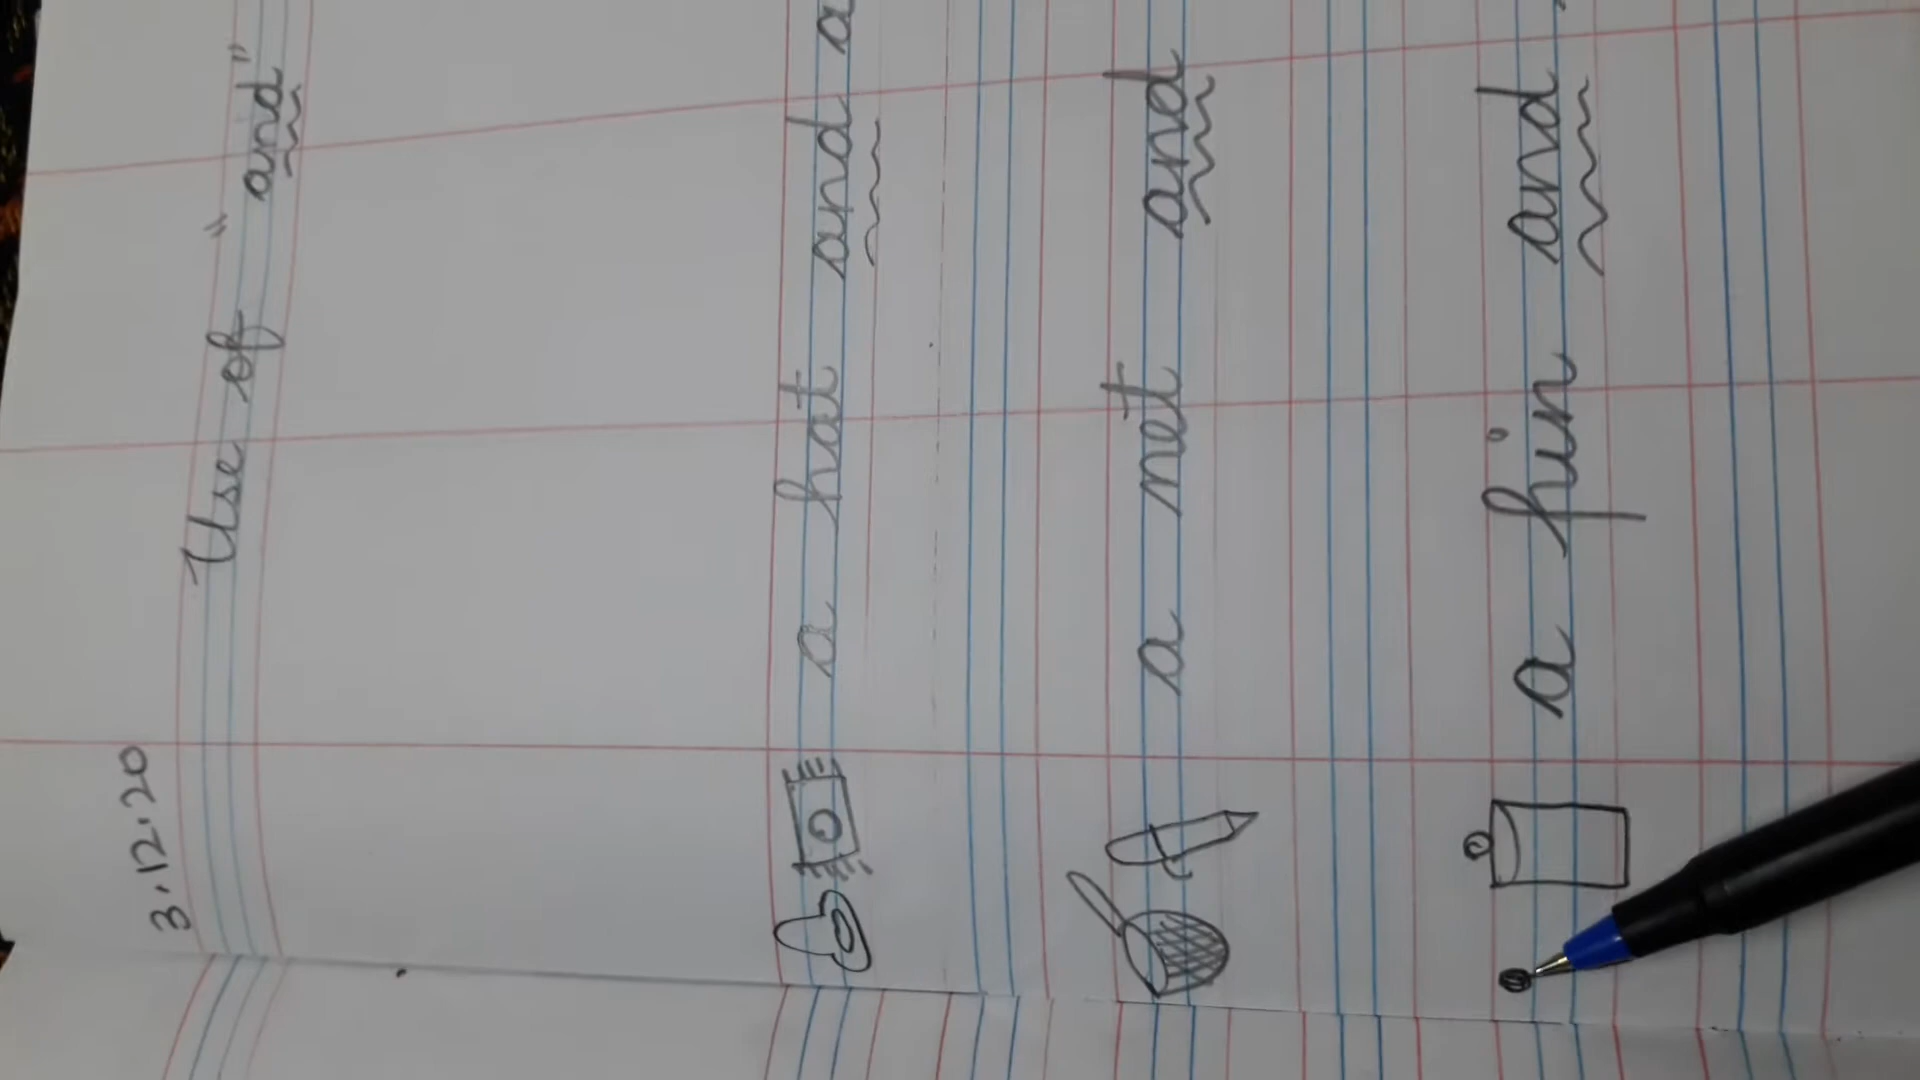 3.12.20
Use of "and"
a hat and a
a net and
a pin and